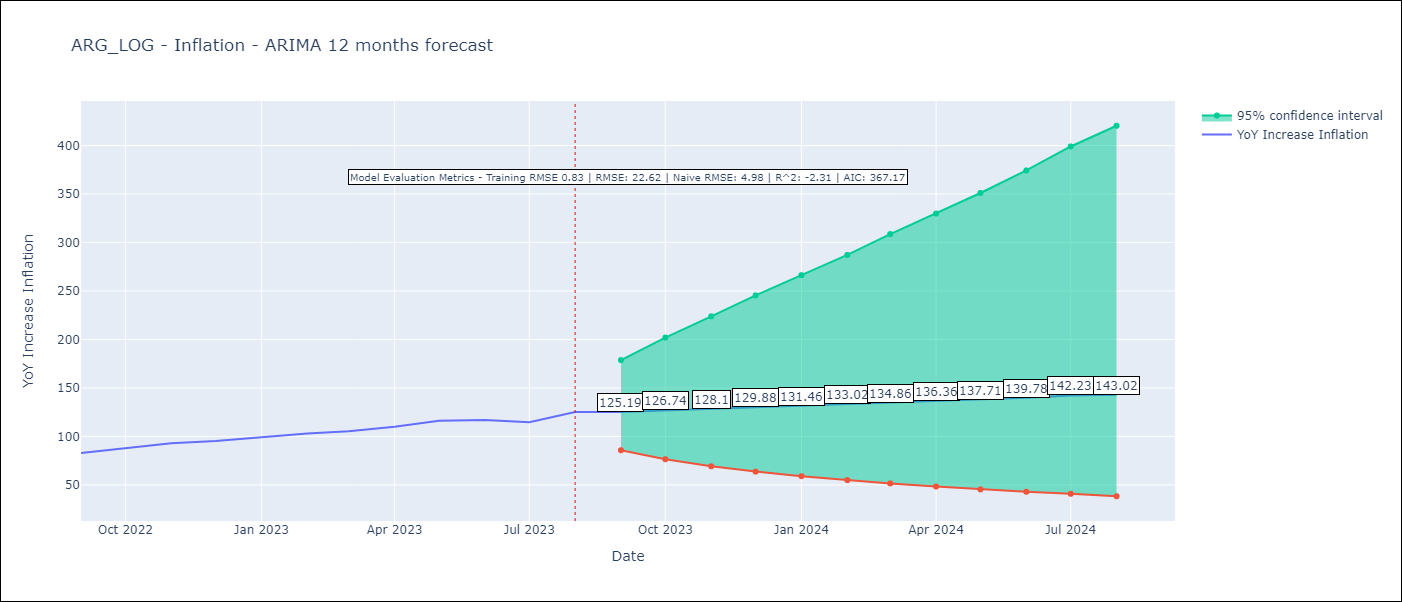 ARG_LOG - Inflation - ARIMA 12 months forecast
95% confidence interval
YoY Increase Inflation
Model Evaluation Metrics - Training RMSE 0.83 | RMSE: 22.62 | Naive RMSE: 4.98 | R^2: -2.31 | AIC: 367.17
YoY Increase Inflation
400
350
300
250
200
150
100
50
125.19 126.74 128.1 129.88 131.46 133.02 134.86 136.36 137.71 139.78 142.23 143.02
Oct 2022 Jan 2023 Apr 2023 Jul 2023 Oct 2023 Jan 2024 Apr 2024 Jul 2024
Date